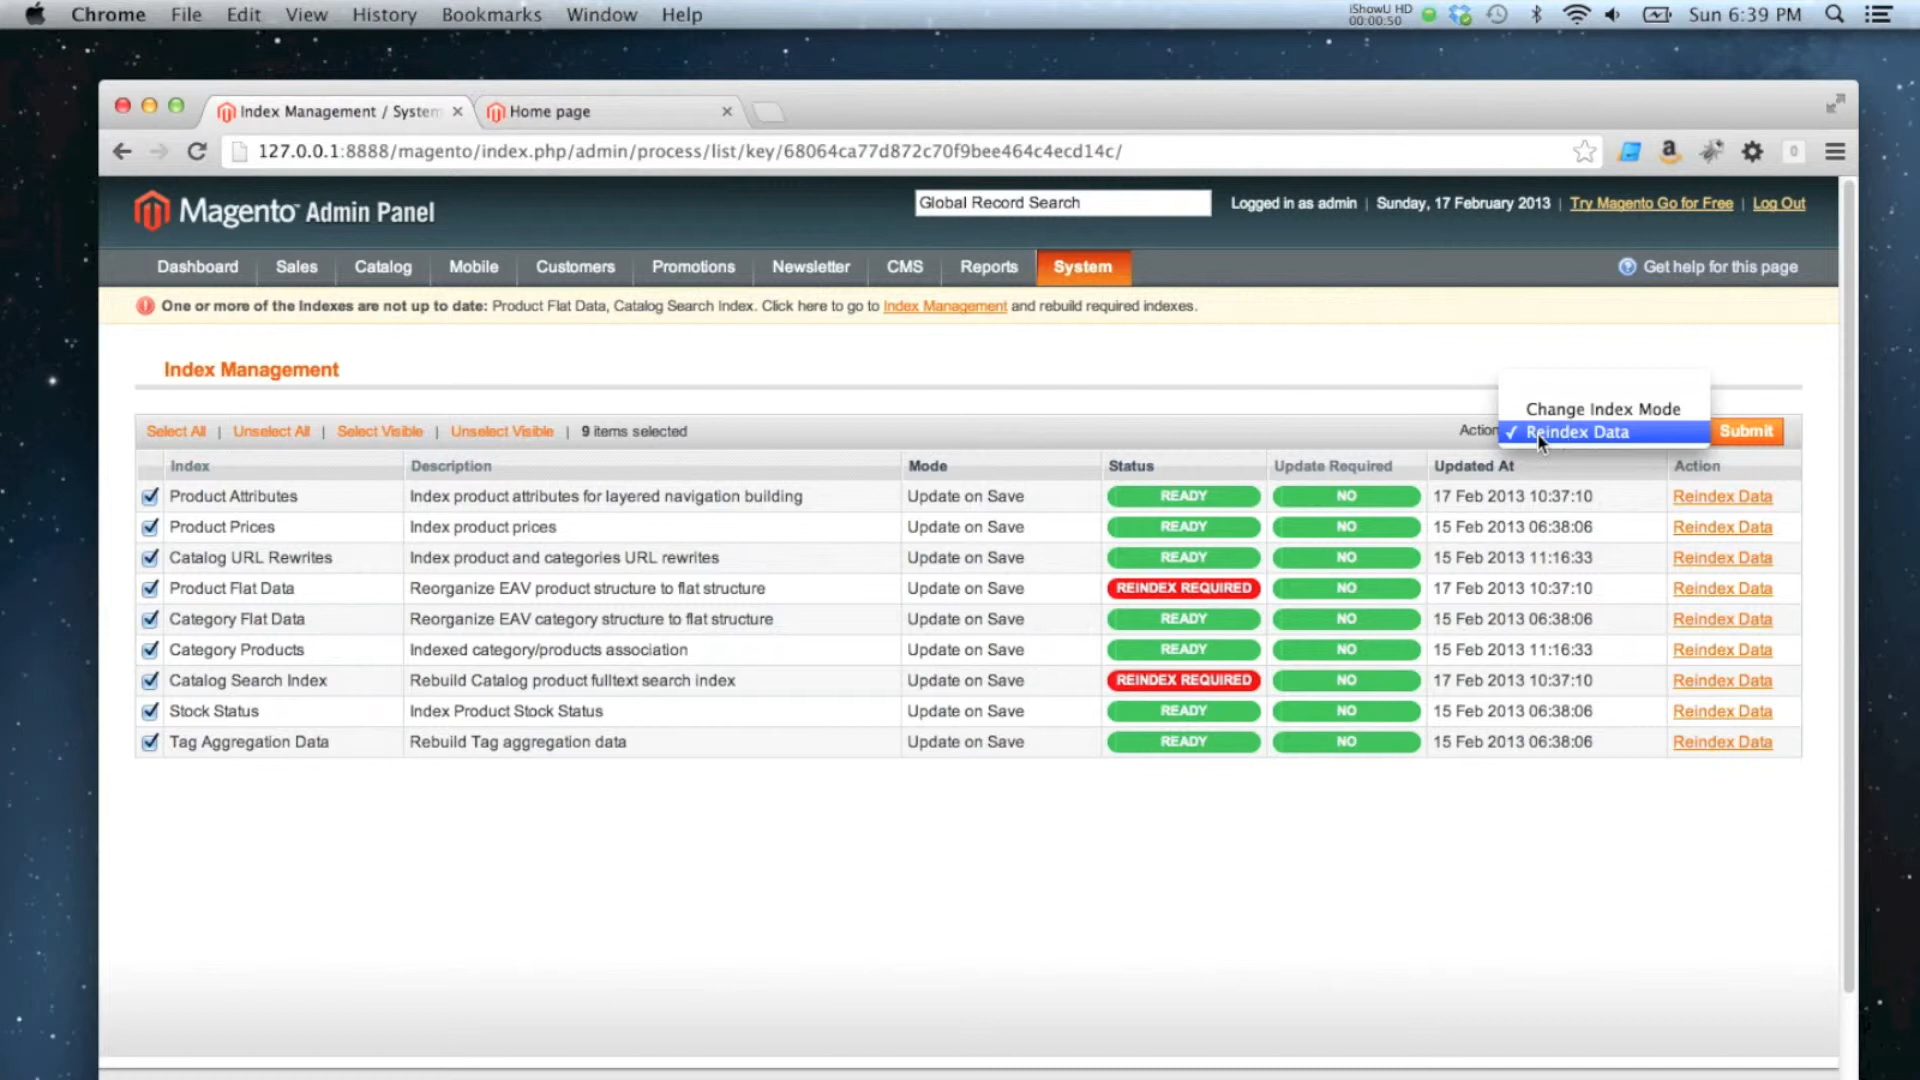 Chrome File Edit View History Bookmarks Window Help iShowU HD 00:00:50 Sun 6:39 PM
Index Management / System Home page
127.0.0.1:8888/magento/index.php/admin/process/list/key/68064ca77d872c70f9bee464c4ecd14c/ a 0
Magento Admin Panel Global Record Search Logged in as admin | Sunday, 17 February 2013 | Try Magento Go for Free | Log Out
Dashboard Sales Catalog Mobile Customers Promotions Newsletter CMS Reports System Get help for this page
One or more of the Indexes are not up to date: Product Flat Data, Catalog Search Index. Click here to go to Index Management and rebuild required indexes.
Index Management
Change Index Mode
Select All | Unselect All | Select Visible | Unselect Visible | 9 items selected Action ✓ Reindex Data Submit
Index Description Mode Status Update Required Updated At Action
Product Attributes Index product attributes for layered navigation building Update on Save READY NO 17 Feb 2013 10:37:10 Reindex Data
Product Prices Index product prices Update on Save READY NO 15 Feb 2013 06:38:06 Reindex Data
Catalog URL Rewrites Index product and categories URL rewrites Update on Save READY NO 15 Feb 2013 11:16:33 Reindex Data
Product Flat Data Reorganize EAV product structure to flat structure Update on Save REINDEX REQUIRED NO 17 Feb 2013 10:37:10 Reindex Data
Category Flat Data Reorganize EAV category structure to flat structure Update on Save READY NO 15 Feb 2013 06:38:06 Reindex Data
Category Products Indexed category/products association Update on Save READY NO 15 Feb 2013 11:16:33 Reindex Data
Catalog Search Index Rebuild Catalog product fulltext search index Update on Save REINDEX REQUIRED NO 17 Feb 2013 10:37:10 Reindex Data
Stock Status Index Product Stock Status Update on Save READY NO 15 Feb 2013 06:38:06 Reindex Data
Tag Aggregation Data Rebuild Tag aggregation data Update on Save READY NO 15 Feb 2013 06:38:06 Reindex Data